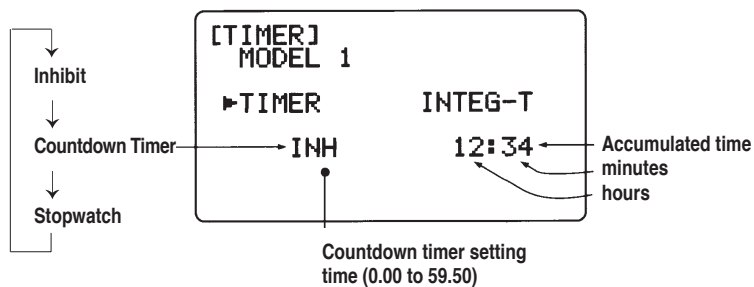 [TIMER]
MODEL 1
TIMER INTEG-T
INH 12:34
Inhibit
Countdown Timer
Stopwatch
Accumulated time
minutes
hours
Countdown timer setting
time (0.00 to 59.50)